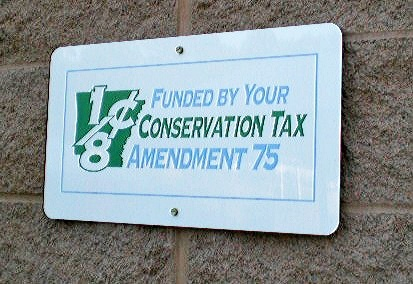 1/8¢
FUNDED BY YOUR
CONSERVATION TAX
AMENDMENT 75